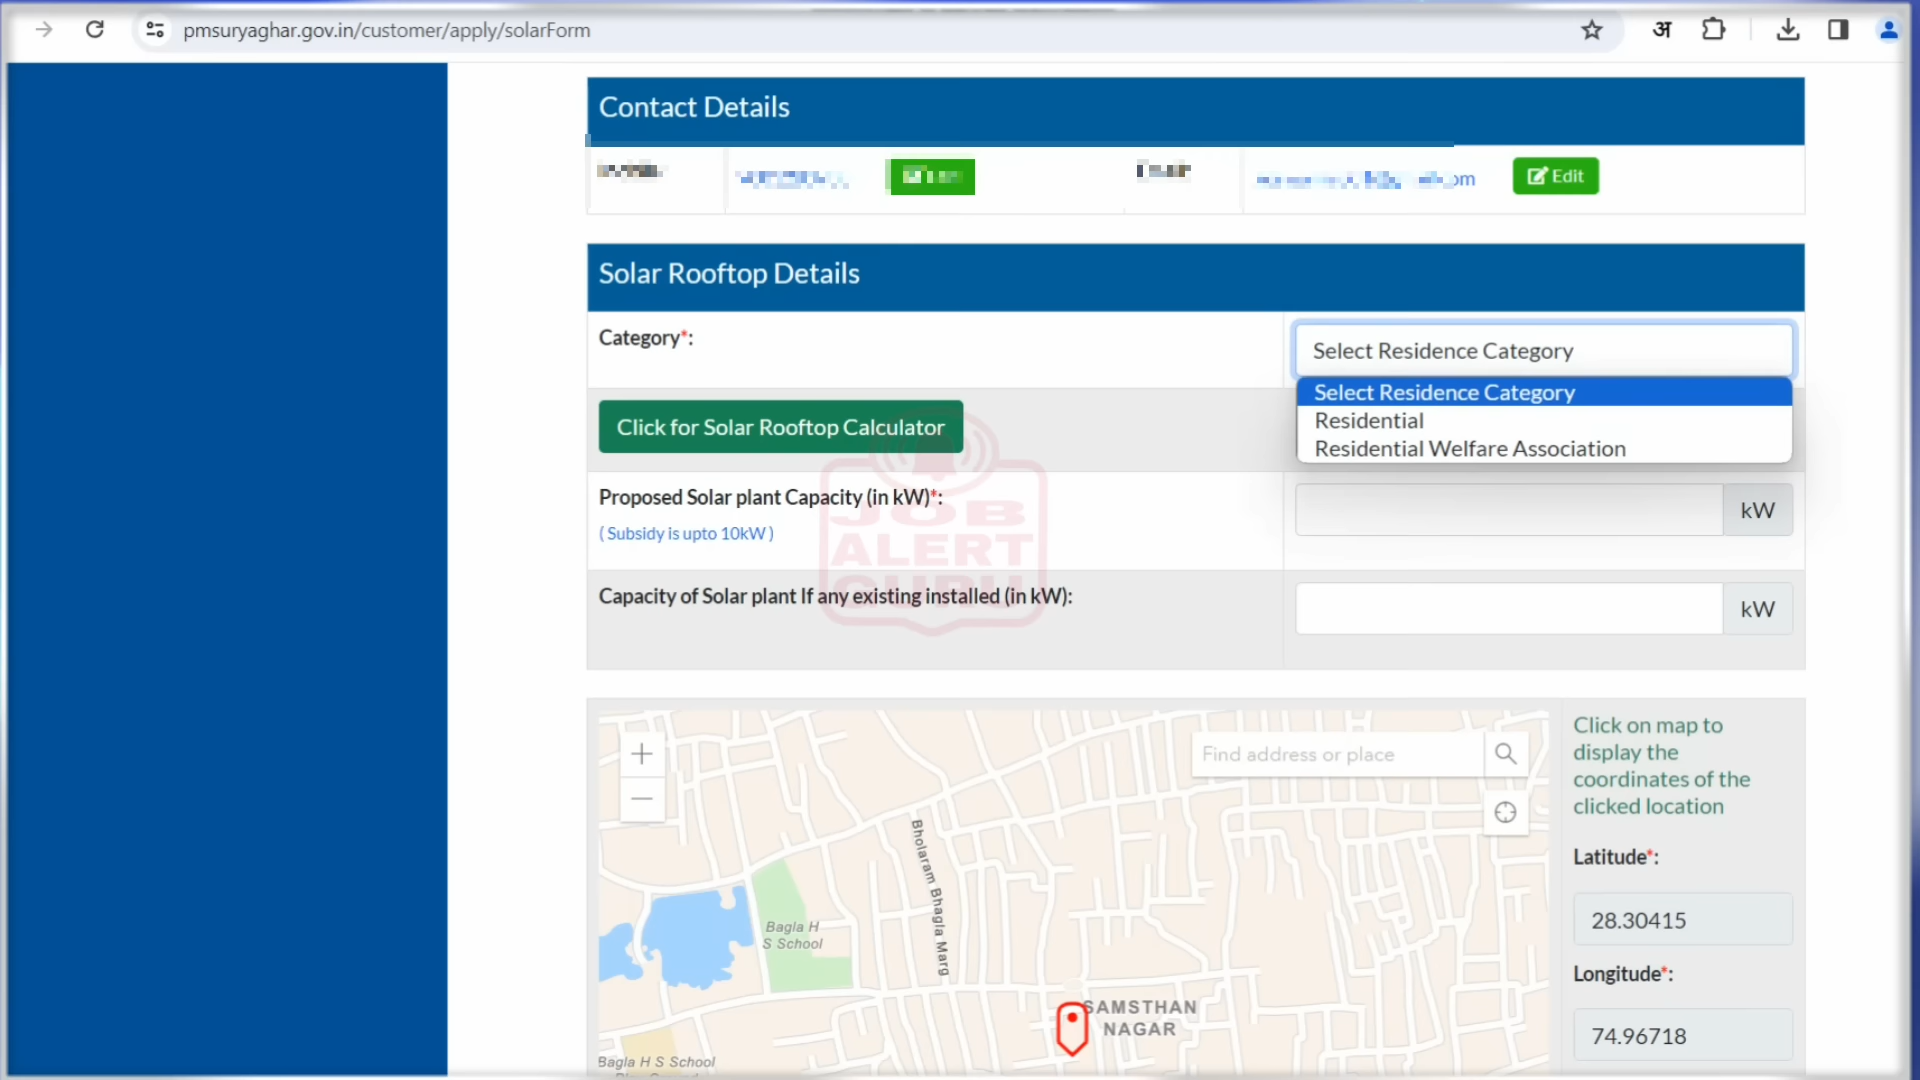 pmsuryaghar.gov.in/customer/apply/solarForm
अ
Contact Details
Edit
Solar Rooftop Details
Category*:
Select Residence Category
Select Residence Category
Residential
Residential Welfare Association
Click for Solar Rooftop Calculator
Proposed Solar plant Capacity (in kW)*:
( Subsidy is upto 10kW )
kW
Capacity of Solar plant If any existing installed (in kW):
kW
JOB
ALERT
GURU
Find address or place
Click on map to
display the
coordinates of the
clicked location
Latitude*:
28.30415
Longitude*:
74.96718
Bholaram Bhagla Marg
Bagla H
S School
SAMSTHAN
NAGAR
Bagla H S School